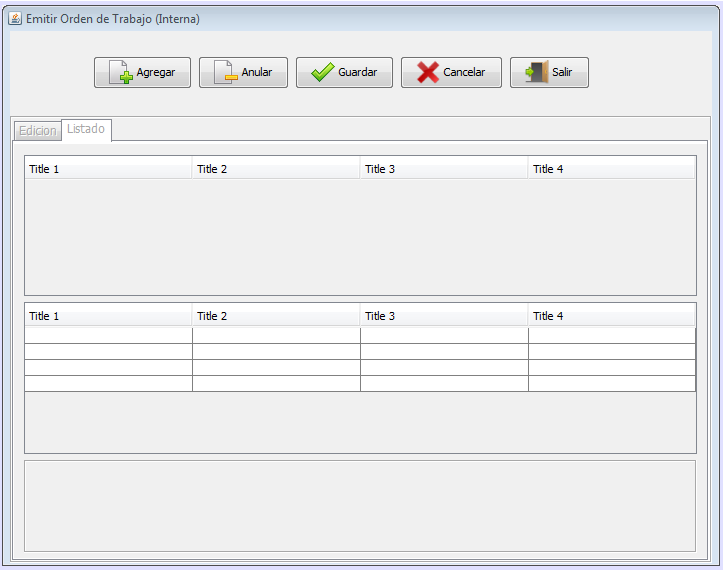 Emitir Orden de Trabajo (Interna)
Agregar Anular Guardar Cancelar Salir
Edicion Listado
Title 1 Title 2 Title 3 Title 4
Title 1 Title 2 Title 3 Title 4